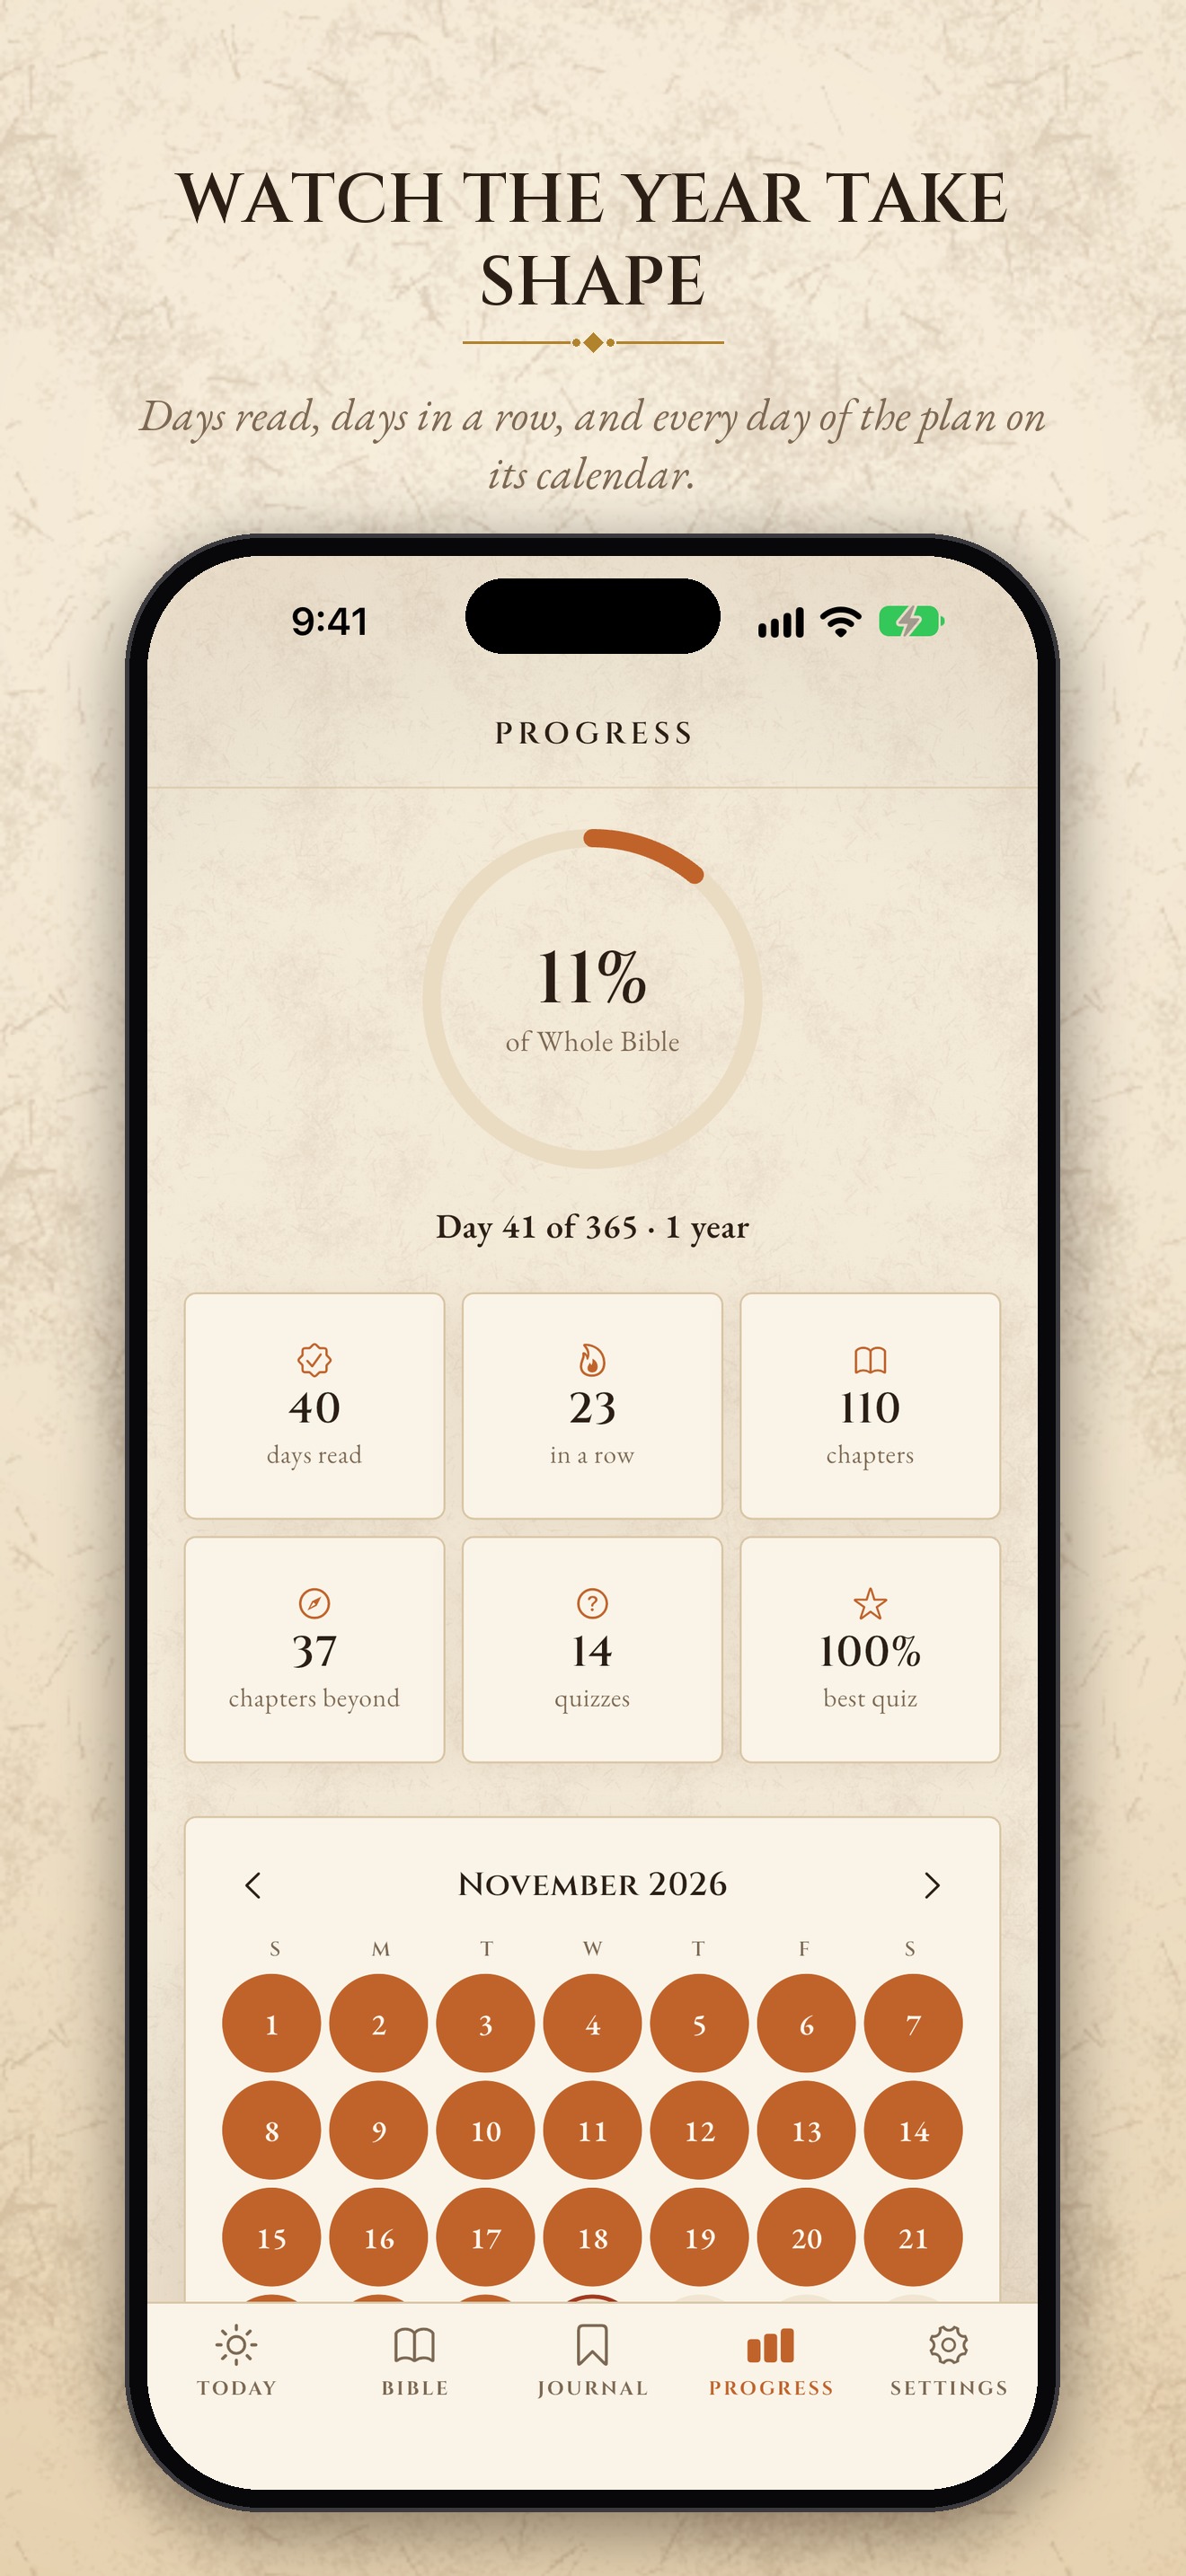 WATCH THE YEAR TAKE
SHAPE
Days read, days in a row, and every day of the plan on
its calendar.
9:41
PROGRESS
11%
of Whole Bible
Day 41 of 365 · 1 year
40 23 110
days read in a row chapters
37 14 100%
chapters beyond quizzes best quiz
NOVEMBER 2026
S M T W T F S
1 2 3 4 5 6 7
8 9 10 11 12 13 14
15 16 17 18 19 20 21
TODAY BIBLE JOURNAL PROGRESS SETTINGS